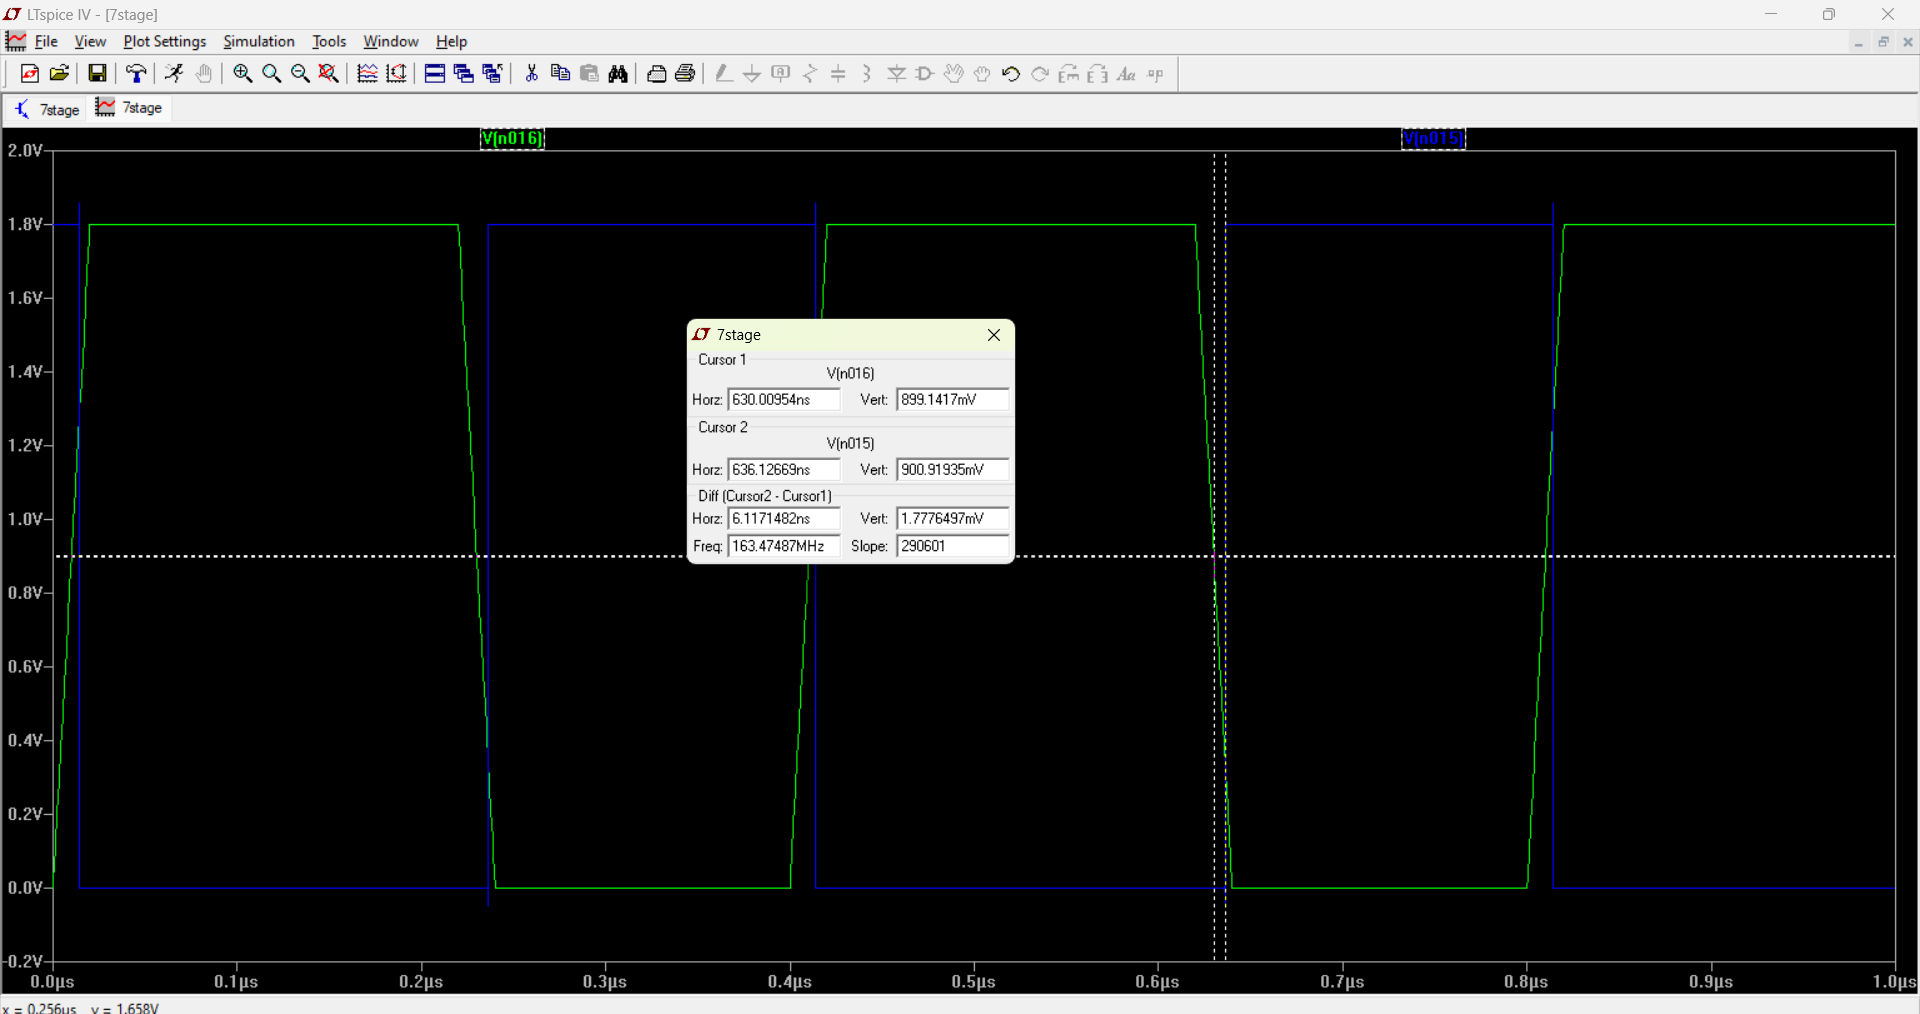 LTspice IV - [7stage]
File View Plot Settings Simulation Tools Window Help
7stage 7stage
V(n016) V(n015)
2.0V
1.8V
1.6V
1.4V
1.2V
1.0V
0.8V
0.6V
0.4V
0.2V
0.0V
-0.2V
0.0µs 0.1µs 0.2µs 0.3µs 0.4µs 0.5µs 0.6µs 0.7µs 0.8µs 0.9µs 1.0µs
7stage
Cursor 1
V(n016)
Horz: 630.00954ns Vert: 899.1417mV
Cursor 2
V(n015)
Horz: 636.12669ns Vert: 900.91935mV
Diff (Cursor2 - Cursor1)
Horz: 6.1171482ns Vert: 1.7776497mV
Freq: 163.47487MHz Slope: 290601
x = 0.256µs y = 1.658V